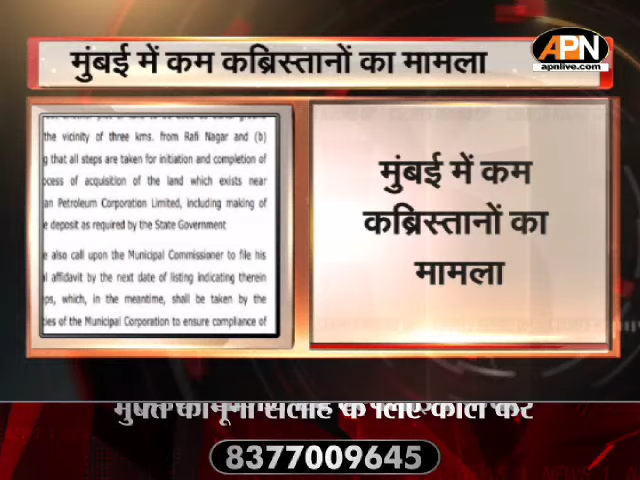 मुंबई में कम कब्रिस्तानों का मामला
APN
apnlive.com
the vicinity of three kms. from Rafi Nagar and (b)
g that all steps are taken for initiation and completion of
ocess of acquisition of the land which exists near
an Petroleum Corporation Limited, including making of
e deposit as required by the State Government
e also call upon the Municipal Commissioner to file his
l affidavit by the next date of listing indicating therein
ps, which, in the meantime, shall be taken by the
ies of the Municipal Corporation to ensure compliance of
मुंबई में कम
कब्रिस्तानों का
मामला
के लिए कॉल करें
8377009645